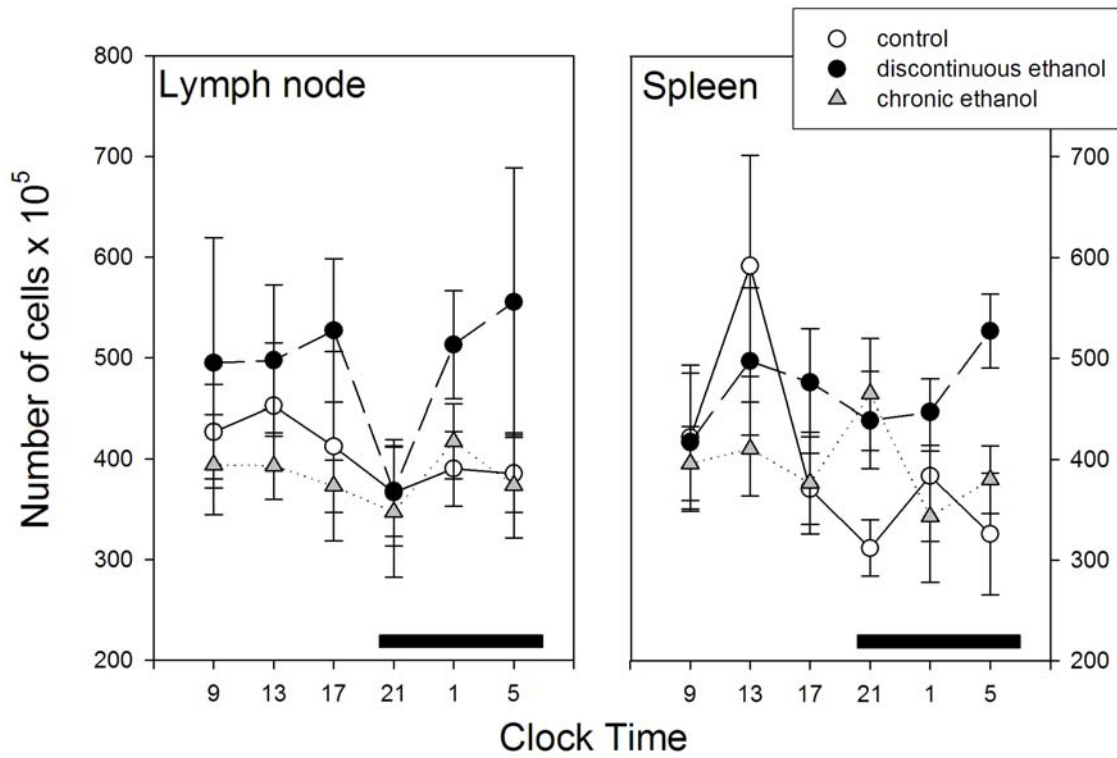 control
discontinuous ethanol
chronic ethanol
Lymph node
Spleen
Number of cells x 10⁵
800
700
600
500
400
300
200
700
600
500
400
300
200
9 13 17 21 1 5
9 13 17 21 1 5
Clock Time